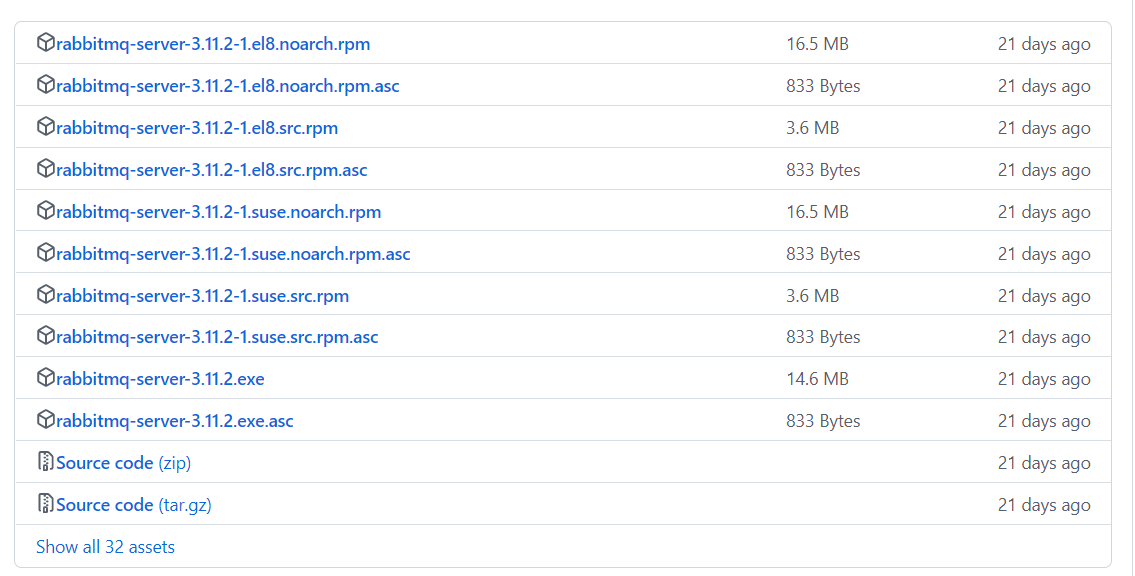 rabbitmq-server-3.11.2-1.el8.noarch.rpm 16.5 MB 21 days ago
rabbitmq-server-3.11.2-1.el8.noarch.rpm.asc 833 Bytes 21 days ago
rabbitmq-server-3.11.2-1.el8.src.rpm 3.6 MB 21 days ago
rabbitmq-server-3.11.2-1.el8.src.rpm.asc 833 Bytes 21 days ago
rabbitmq-server-3.11.2-1.suse.noarch.rpm 16.5 MB 21 days ago
rabbitmq-server-3.11.2-1.suse.noarch.rpm.asc 833 Bytes 21 days ago
rabbitmq-server-3.11.2-1.suse.src.rpm 3.6 MB 21 days ago
rabbitmq-server-3.11.2-1.suse.src.rpm.asc 833 Bytes 21 days ago
rabbitmq-server-3.11.2.exe 14.6 MB 21 days ago
rabbitmq-server-3.11.2.exe.asc 833 Bytes 21 days ago
Source code (zip) 21 days ago
Source code (tar.gz) 21 days ago
Show all 32 assets